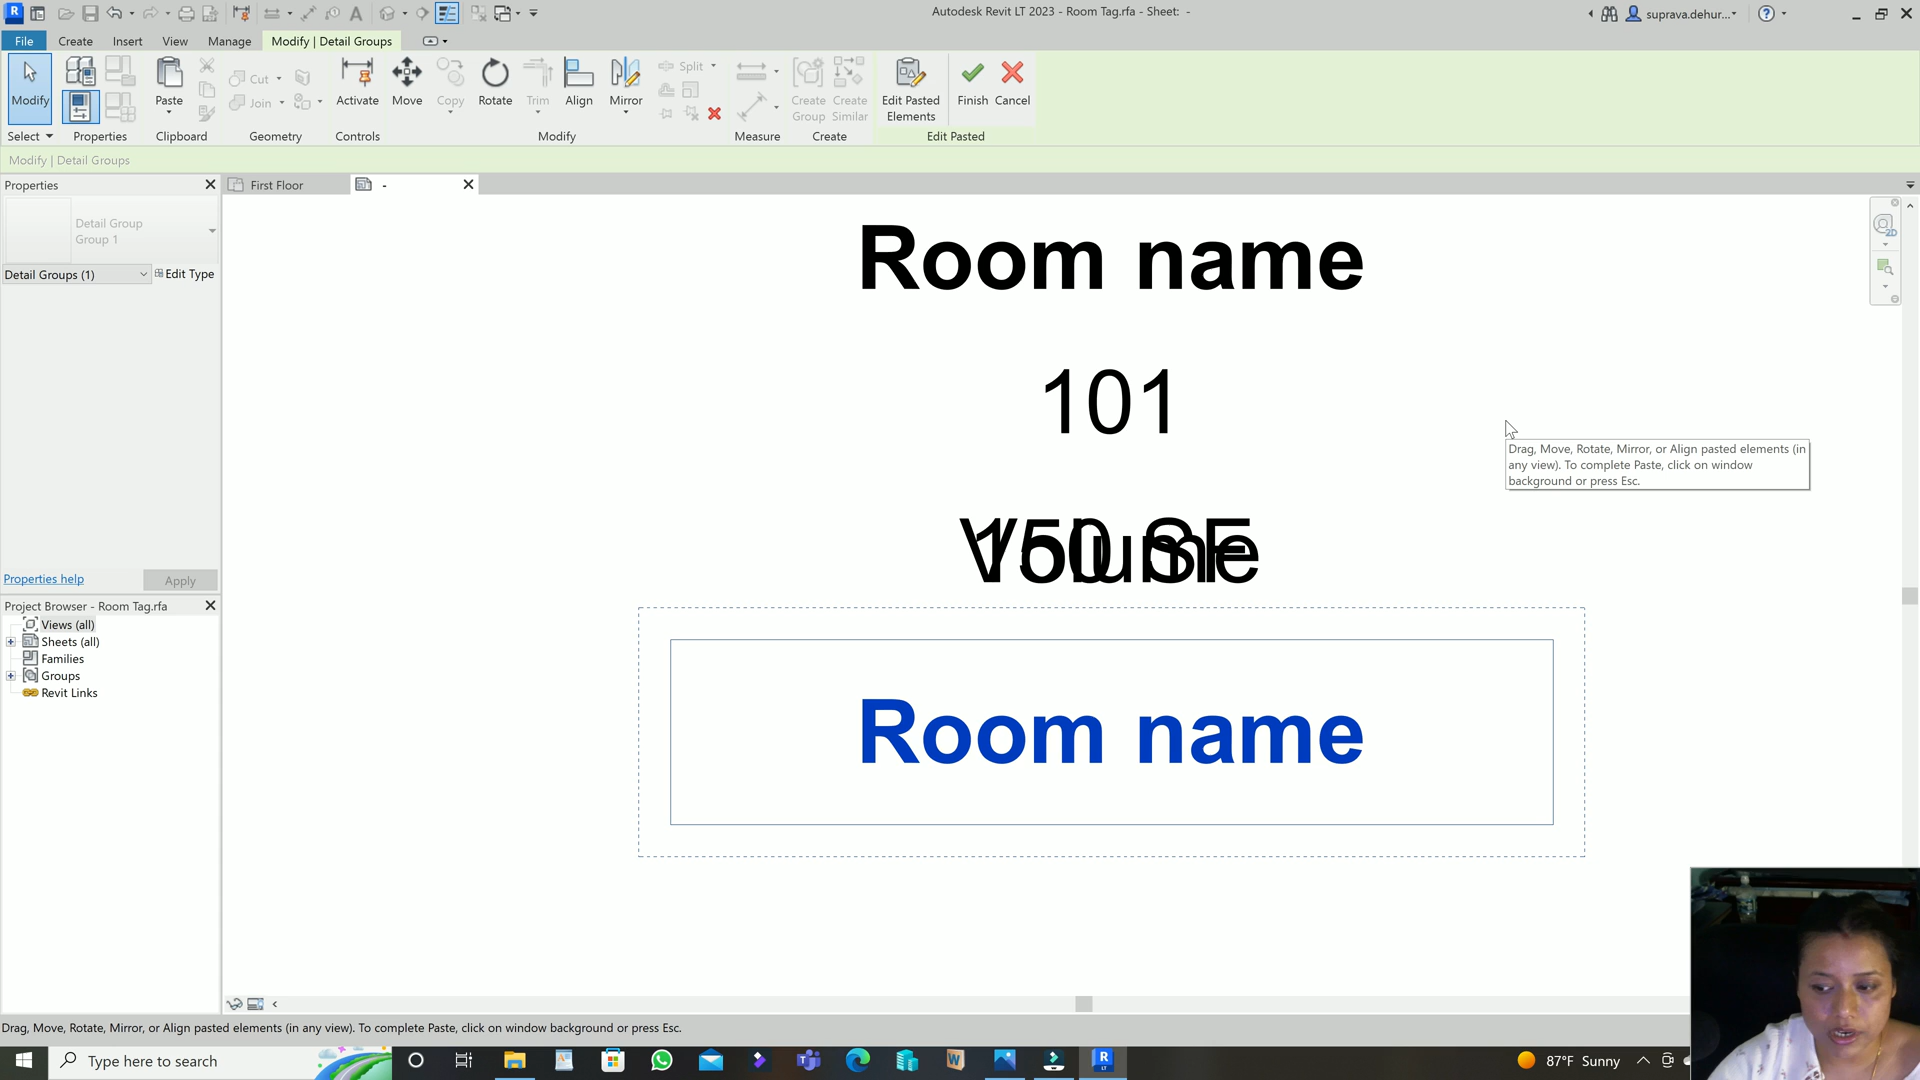 Autodesk Revit LT 2023 - Room Tag.rfa - Sheet: -
suprava.dehur...
File
Create
Insert
View
Manage
Modify | Detail Groups
Modify
Paste
Cut
Join
Activate
Move
Copy
Rotate
Trim
Align
Mirror
Split
Create Group
Create Similar
Edit Pasted Elements
Finish
Cancel
Select
Properties
Clipboard
Geometry
Controls
Modify
Measure
Create
Edit Pasted
Modify | Detail Groups
Properties
First Floor
-
Detail Group
Group 1
Detail Groups (1)
Edit Type
Room name
101
Drag, Move, Rotate, Mirror, or Align pasted elements (in
any view). To complete Paste, click on window
background or press Esc.
Volume
150 SF
Properties help
Apply
Project Browser - Room Tag.rfa
Views (all)
Sheets (all)
Families
Groups
Revit Links
Room name
Drag, Move, Rotate, Mirror, or Align pasted elements (in any view). To complete Paste, click on window background or press Esc.
Type here to search
87°F Sunny